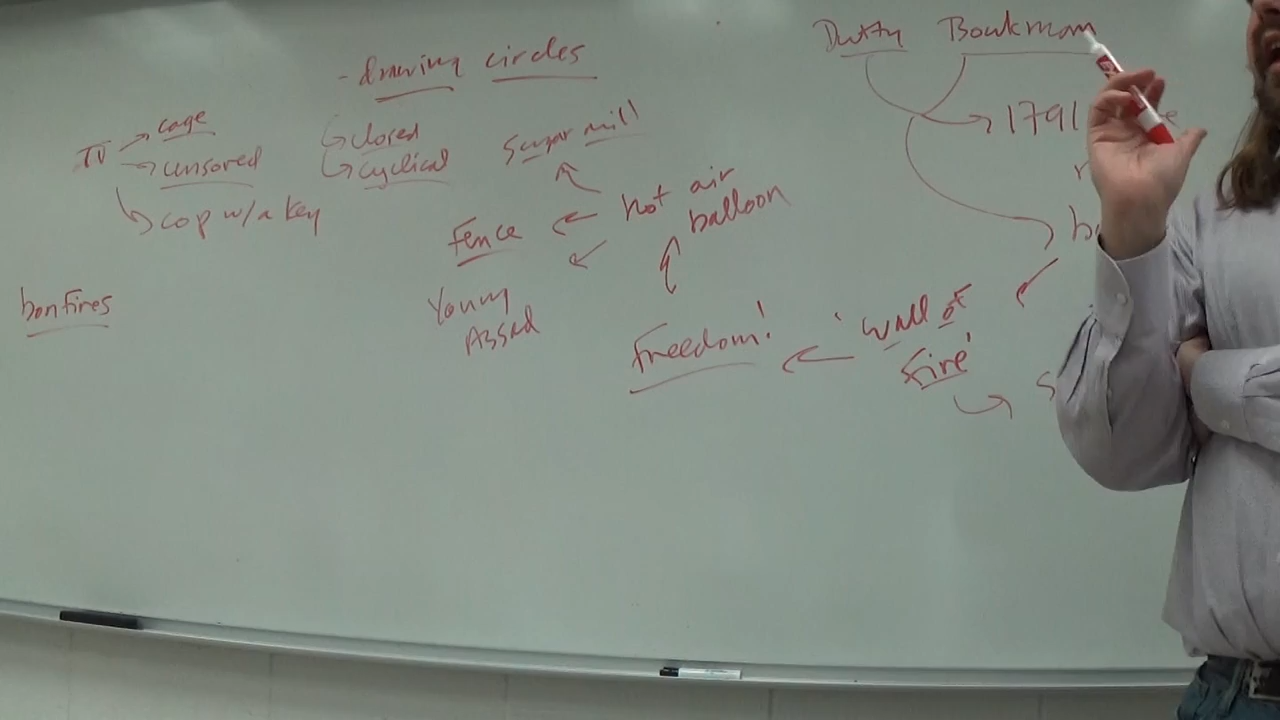 Dutty Boukman
- drawing circles
TV → cage
→ censored
↳ cop w/a key
↳ closed
↳ cyclical
sugar mill
hot air
balloon
fence
Young
Assad
bonfires
Freedom!
'wall of
fire'
1791